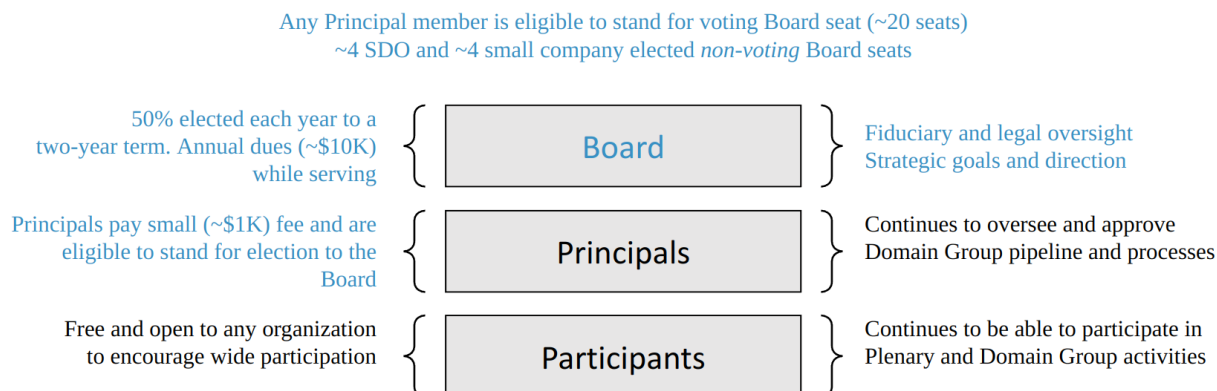 Any Principal member is eligible to stand for voting Board seat (~20 seats)
~4 SDO and ~4 small company elected non-voting Board seats
50% elected each year to a
two-year term. Annual dues (~$10K)
while serving
Board
Fiduciary and legal oversight
Strategic goals and direction
Principals pay small (~$1K) fee and are
eligible to stand for election to the
Board
Principals
Continues to oversee and approve
Domain Group pipeline and processes
Free and open to any organization
to encourage wide participation
Participants
Continues to be able to participate in
Plenary and Domain Group activities